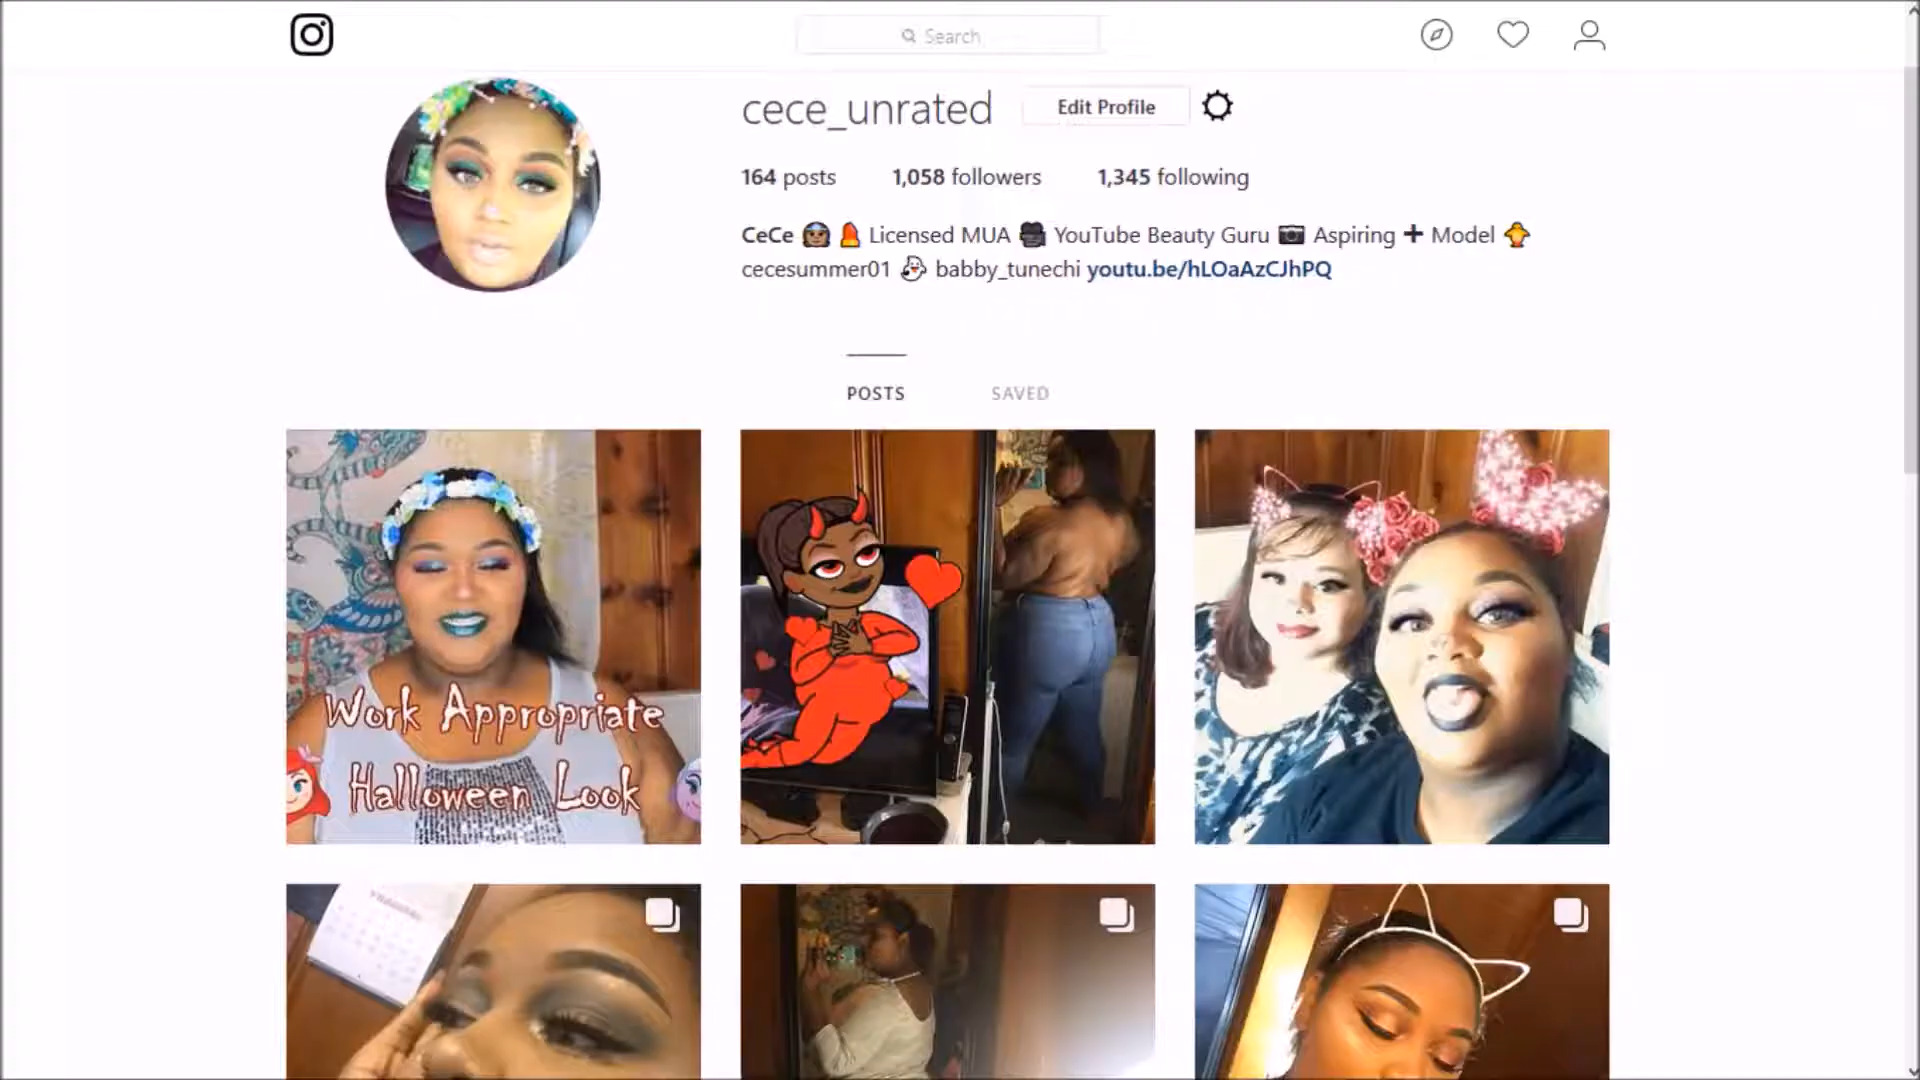 Search
cece_unrated Edit Profile
164 posts 1,058 followers 1,345 following
CeCe 👸🏾 💄 Licensed MUA 🎥 YouTube Beauty Guru 📷 Aspiring ➕ Model 🐥
cecesummer01 👻 babby_tunechi youtu.be/hLOaAzCJhPQ
POSTS SAVED
Work Appropriate
Halloween Look